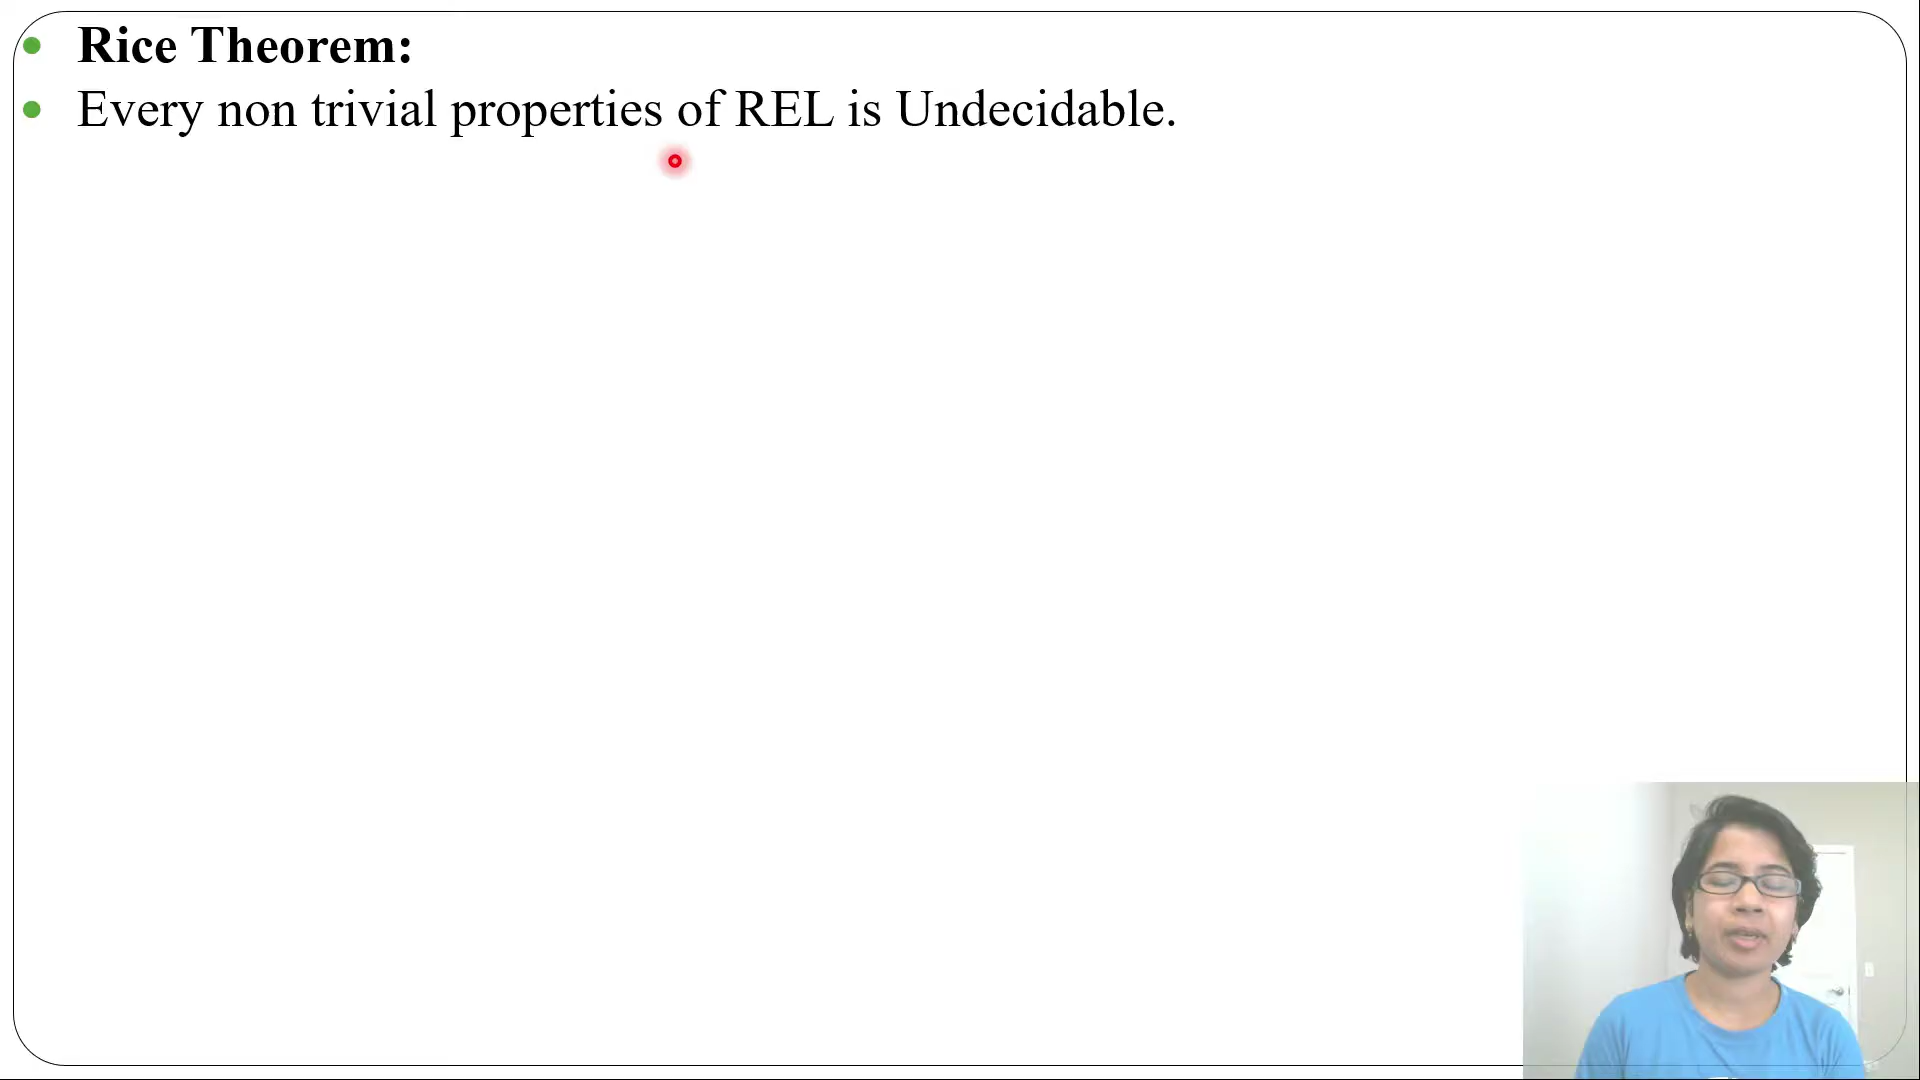 Rice Theorem:
Every non trivial properties of REL is Undecidable.